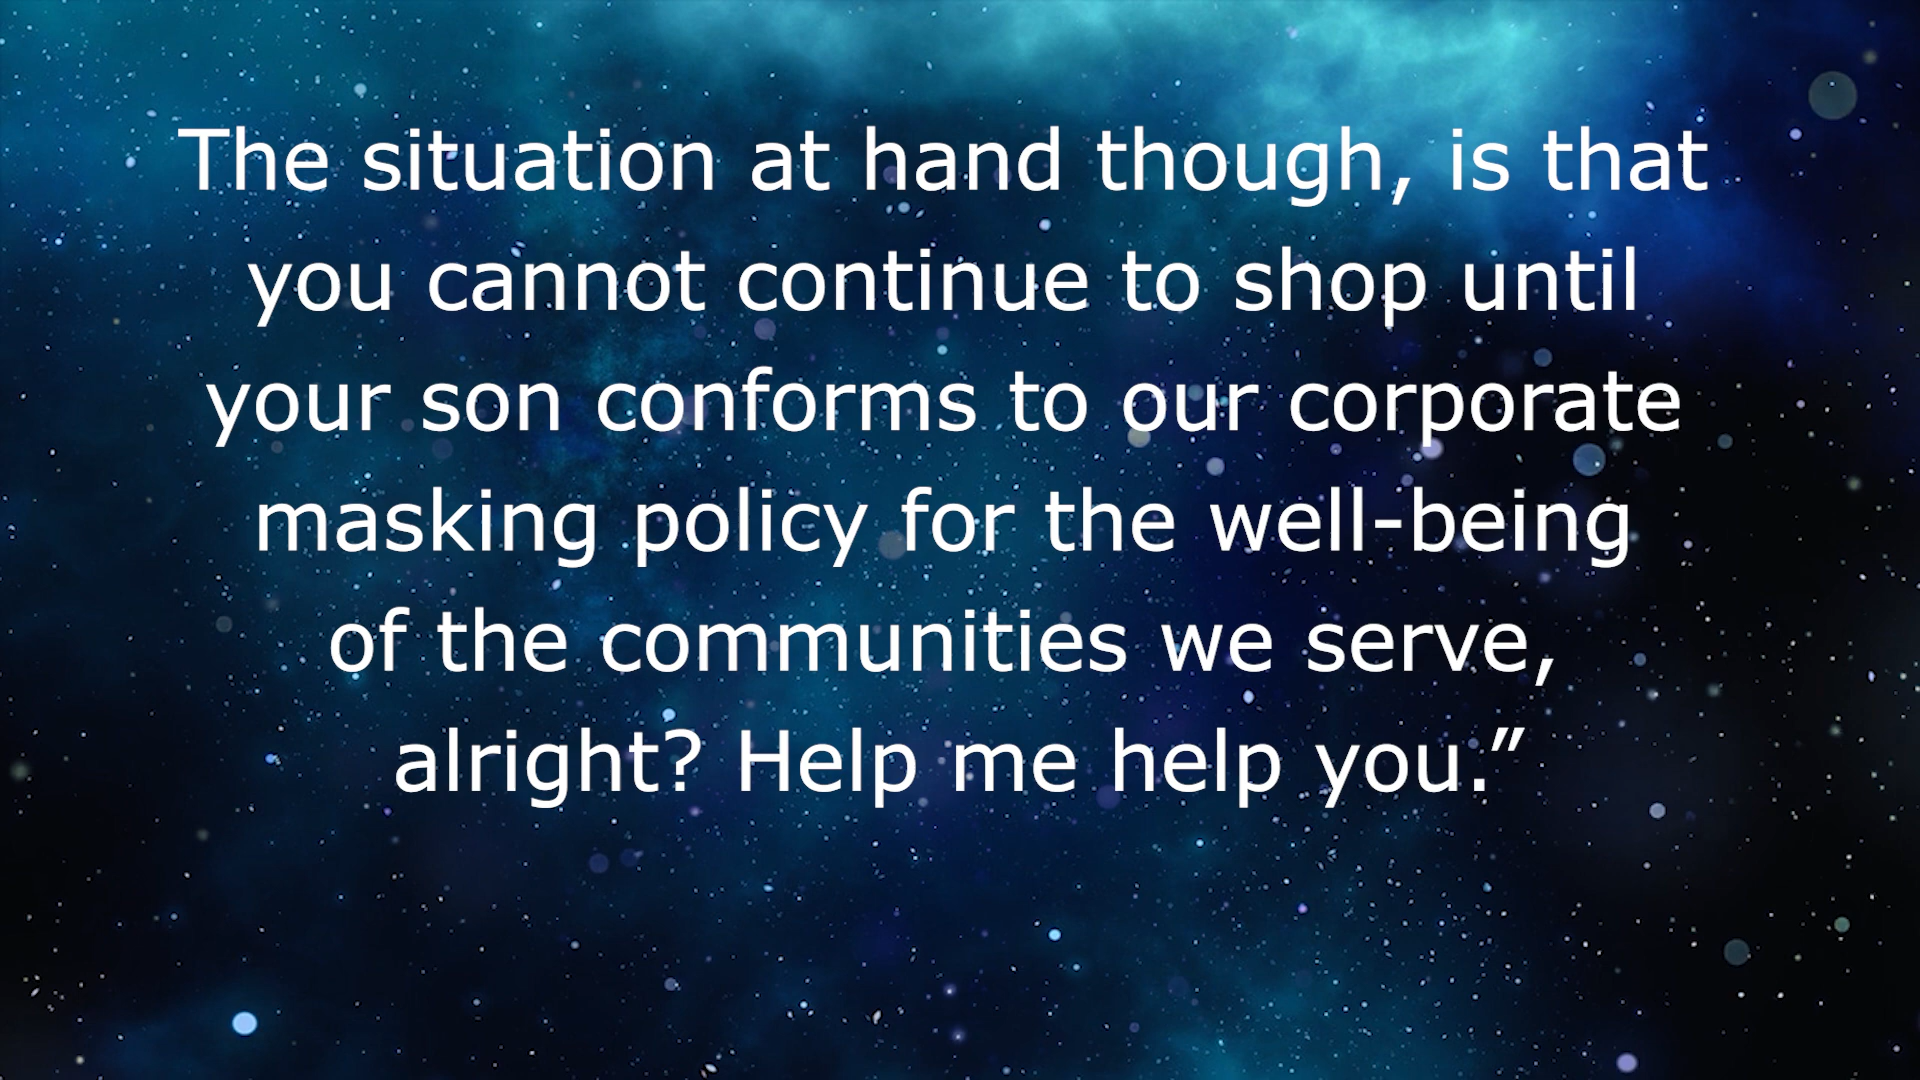 The situation at hand though, is that
you cannot continue to shop until
your son conforms to our corporate
masking policy for the well-being
of the communities we serve,
alright? Help me help you.”